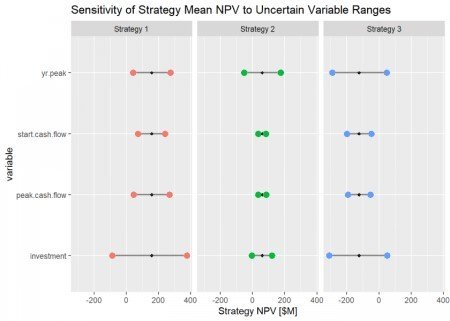 Sensitivity of Strategy Mean NPV to Uncertain Variable Ranges
Strategy 1 Strategy 2 Strategy 3
yr.peak
start.cash.flow
peak.cash.flow
investment
variable
-200 0 200 400 -200 0 200 400 -200 0 200 400
Strategy NPV [$M]